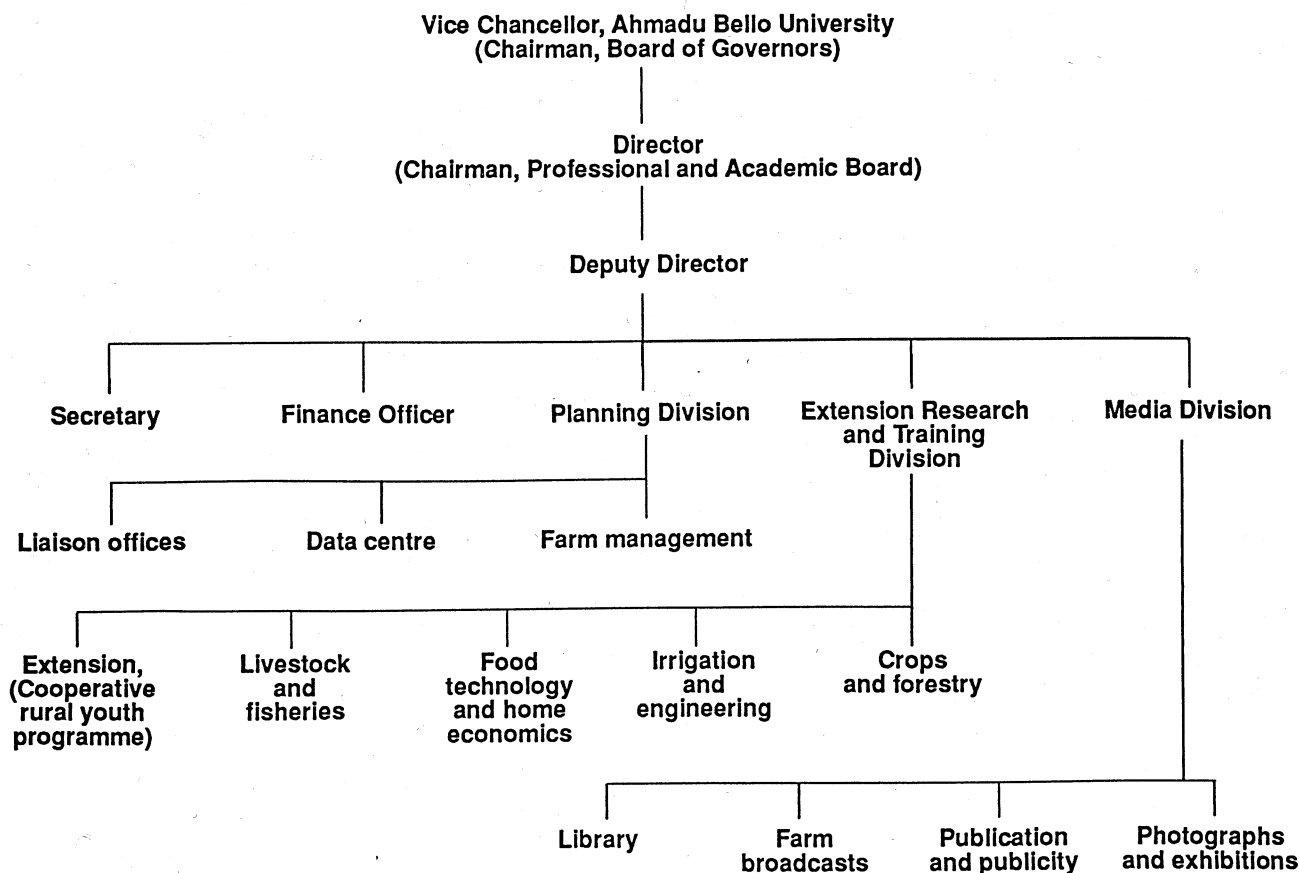 Vice Chancellor, Ahmadu Bello University
(Chairman, Board of Governors)
Director
(Chairman, Professional and Academic Board)
Deputy Director
Secretary
Finance Officer
Planning Division
Extension Research
and Training
Division
Media Division
Liaison offices
Data centre
Farm management
Extension,
(Cooperative
rural youth
programme)
Livestock
and
fisheries
Food
technology
and home
economics
Irrigation
and
engineering
Crops
and forestry
Library
Farm
broadcasts
Publication
and publicity
Photographs
and exhibitions